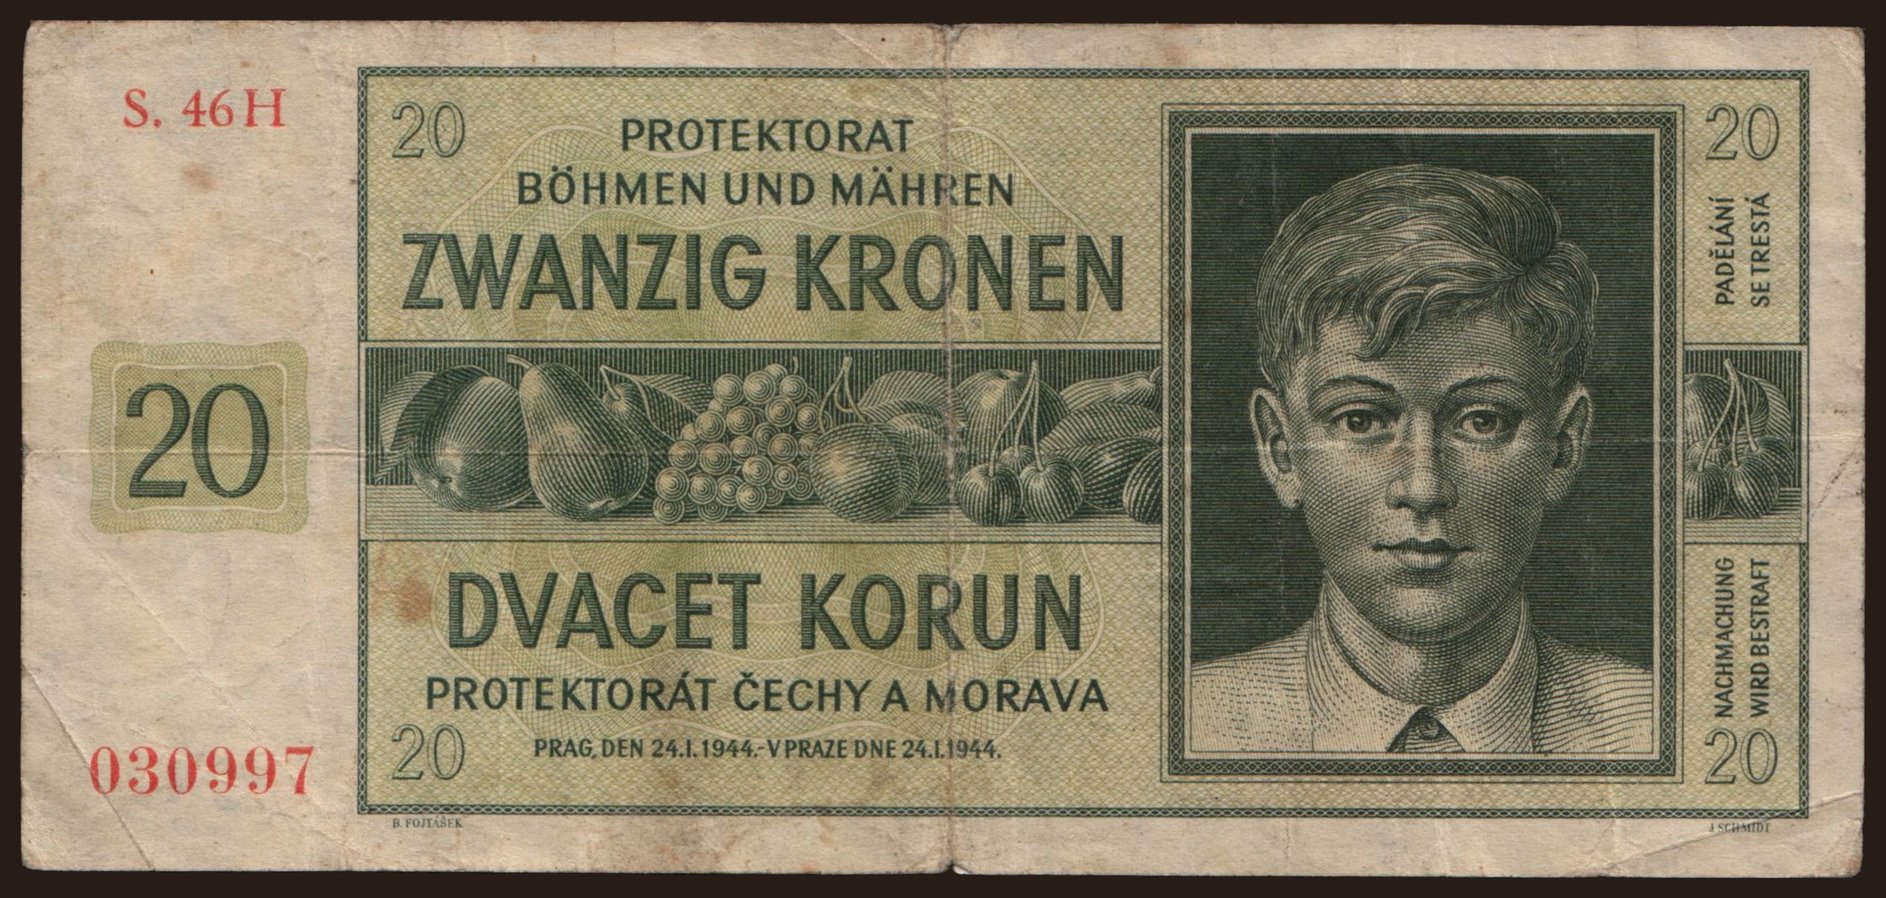 S. 46 H
20
20
PROTEKTORAT
BÖHMEN UND MÄHREN
ZWANZIG KRONEN
20
PADĚLÁNÍ
SE TRESTÁ
DVACET KORUN
PROTEKTORÁT ČECHY A MORAVA
PRAG, DEN 24.I.1944.-V PRAZE DNE 24.I.1944.
NACHMACHUNG
WIRD BESTRAFT
030997
20
20
B. FOJTÁŠEK
J. SCHMIDT